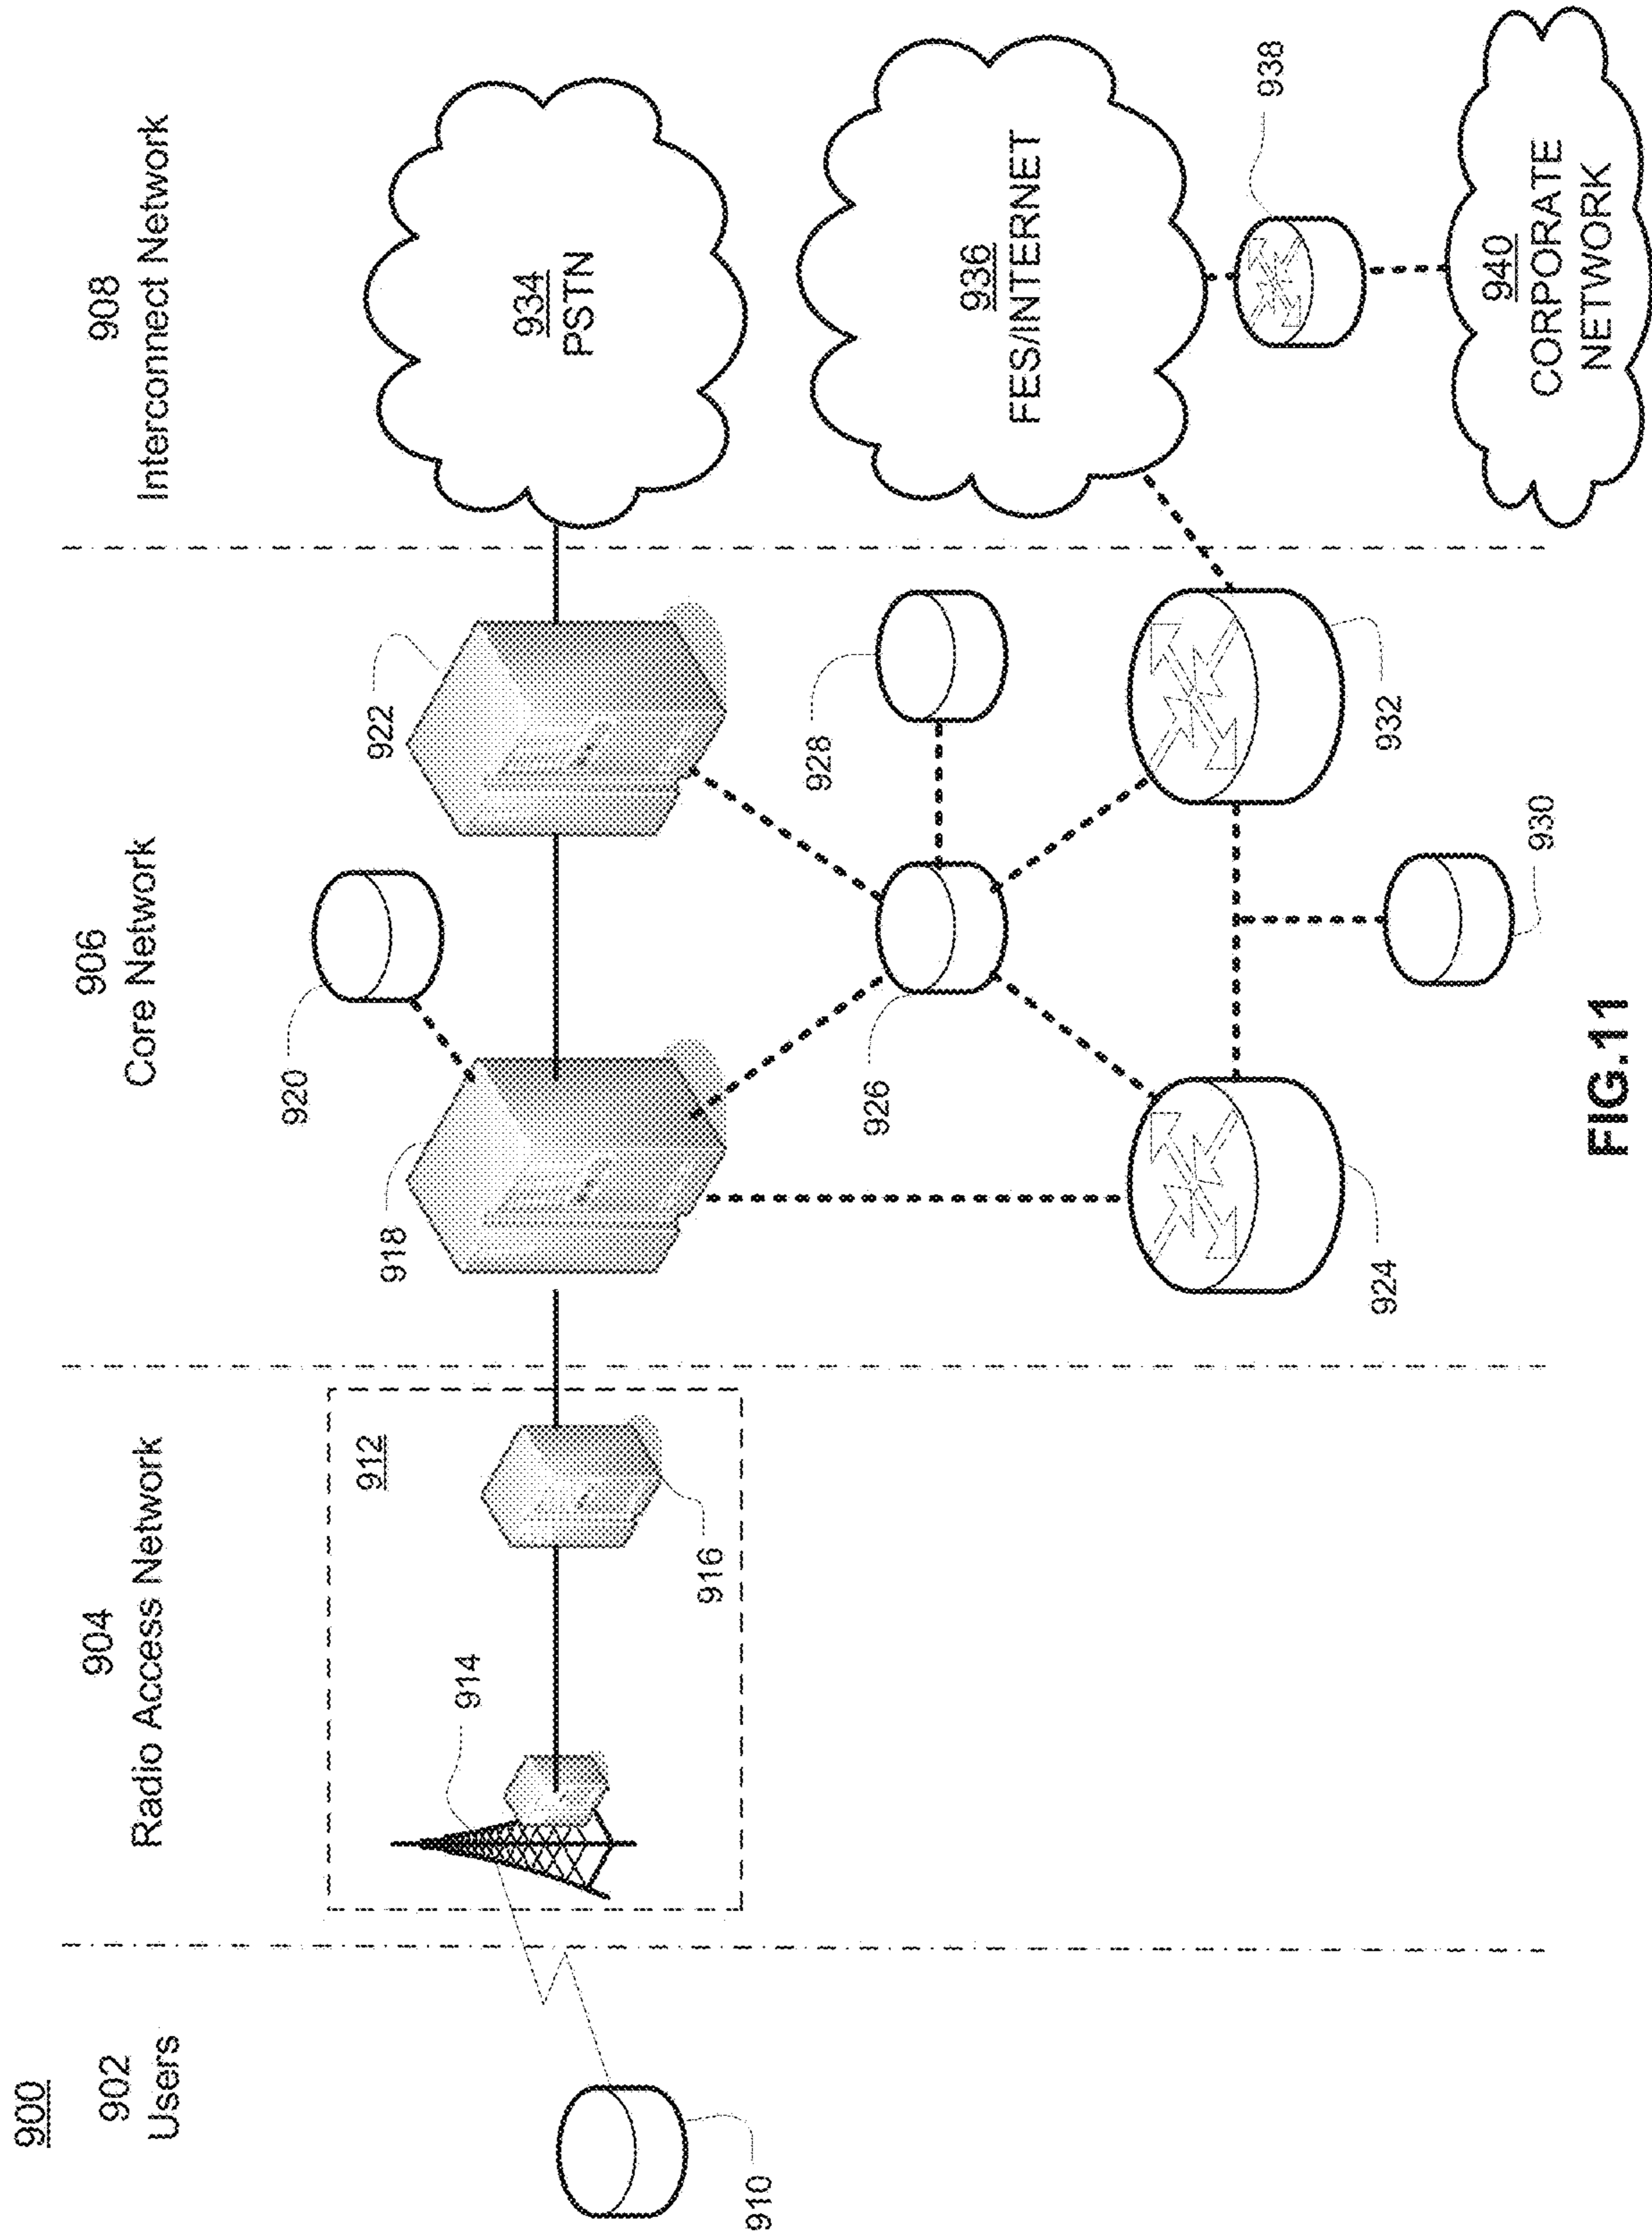 900
902
Users
904
Radio Access Network
906
Core Network
908
Interconnect Network
910
912
914
916
918
920
922
924
926
928
930
932
934
PSTN
936
FES/INTERNET
938
940
CORPORATE
NETWORK
FIG.11